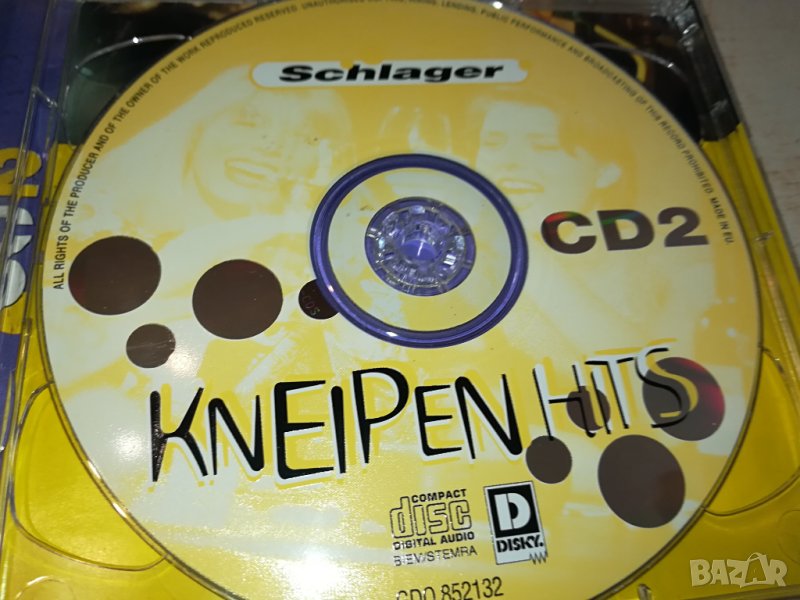 ALL RIGHTS OF THE PRODUCER AND OF THE OWNER OF THE WORK REPRODUCED RESERVED. UNAUTHORISED COPYING, HIRING, LENDING, PUBLIC PERFORMANCE AND BROADCASTING OF THIS RECORD PROHIBITED. MADE IN EU.
Schlager
CD2
KNEIPEN HITS
COMPACT
disc
DIGITAL AUDIO
BIEM/STEMRA
D
DISKY
CDD 852132
BAZAR